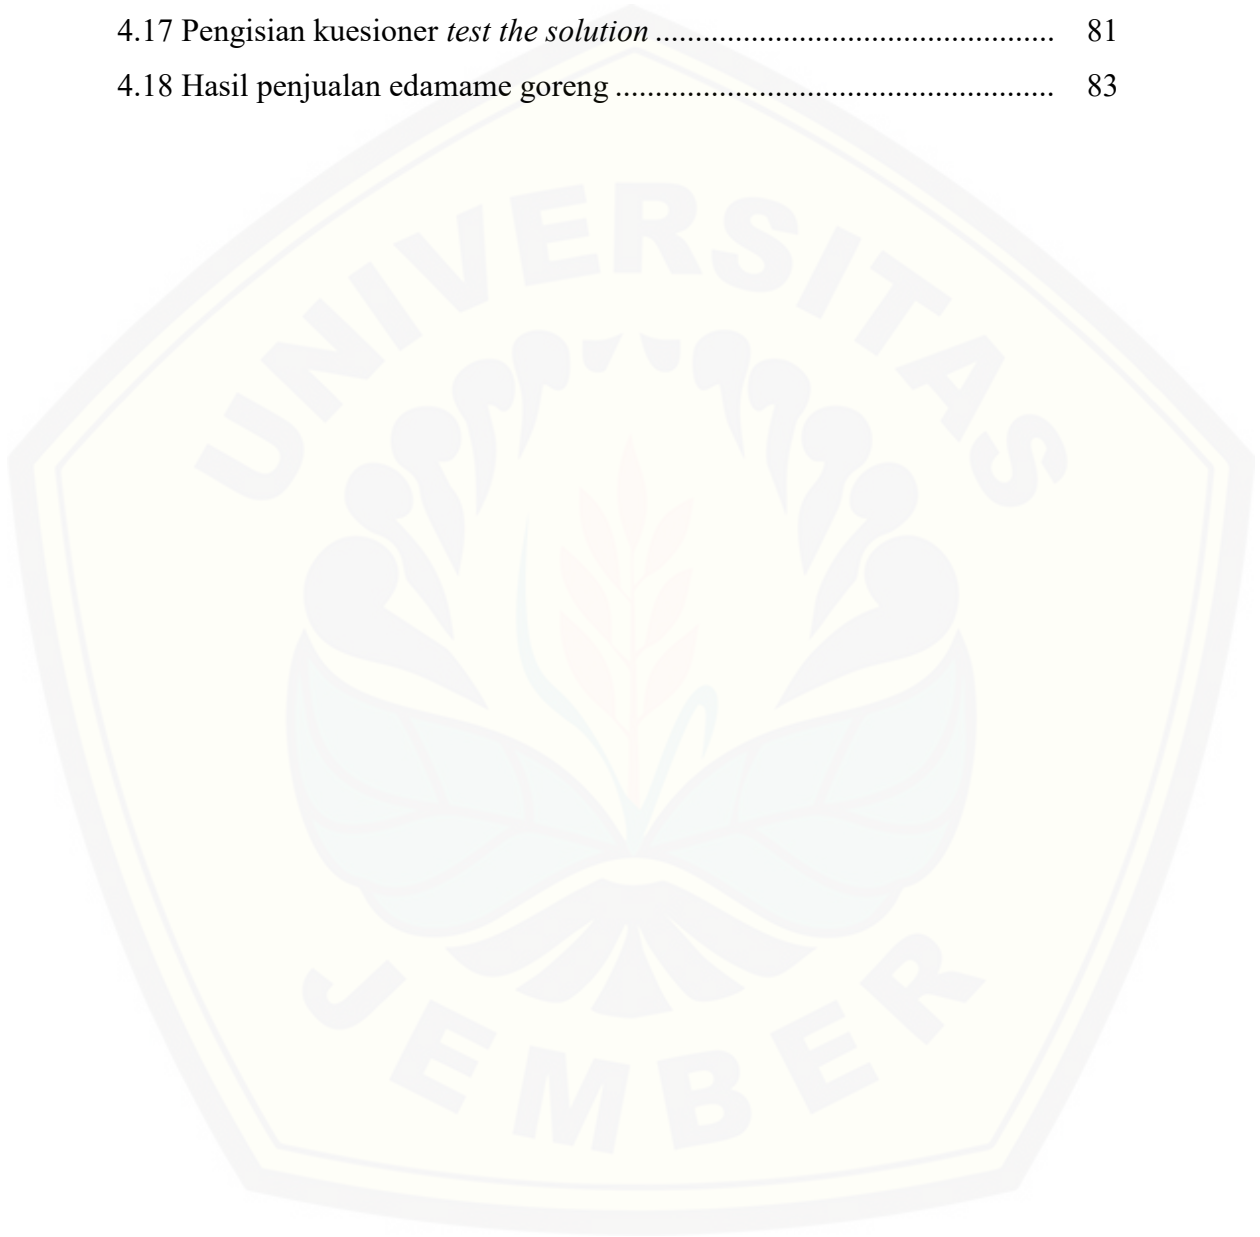 4.17 Pengisian kuesioner test the solution .................................................. 81
4.18 Hasil penjualan edamame goreng ....................................................... 83
UNIVERSITAS
JEMBER